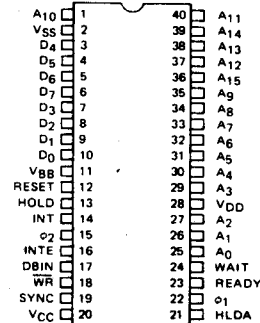 A10 1 40 A11
VSS 2 39 A14
D4 3 38 A13
D5 4 37 A12
D6 5 36 A15
D7 6 35 A9
D3 7 34 A8
D2 8 33 A7
D1 9 32 A6
D0 10 31 A5
VBB 11 30 A4
RESET 12 29 A3
HOLD 13 28 VDD
INT 14 27 A2
ø2 15 26 A1
INTE 16 25 A0
DBIN 17 24 WAIT
WR 18 23 READY
SYNC 19 22 ø1
VCC 20 21 HLDA